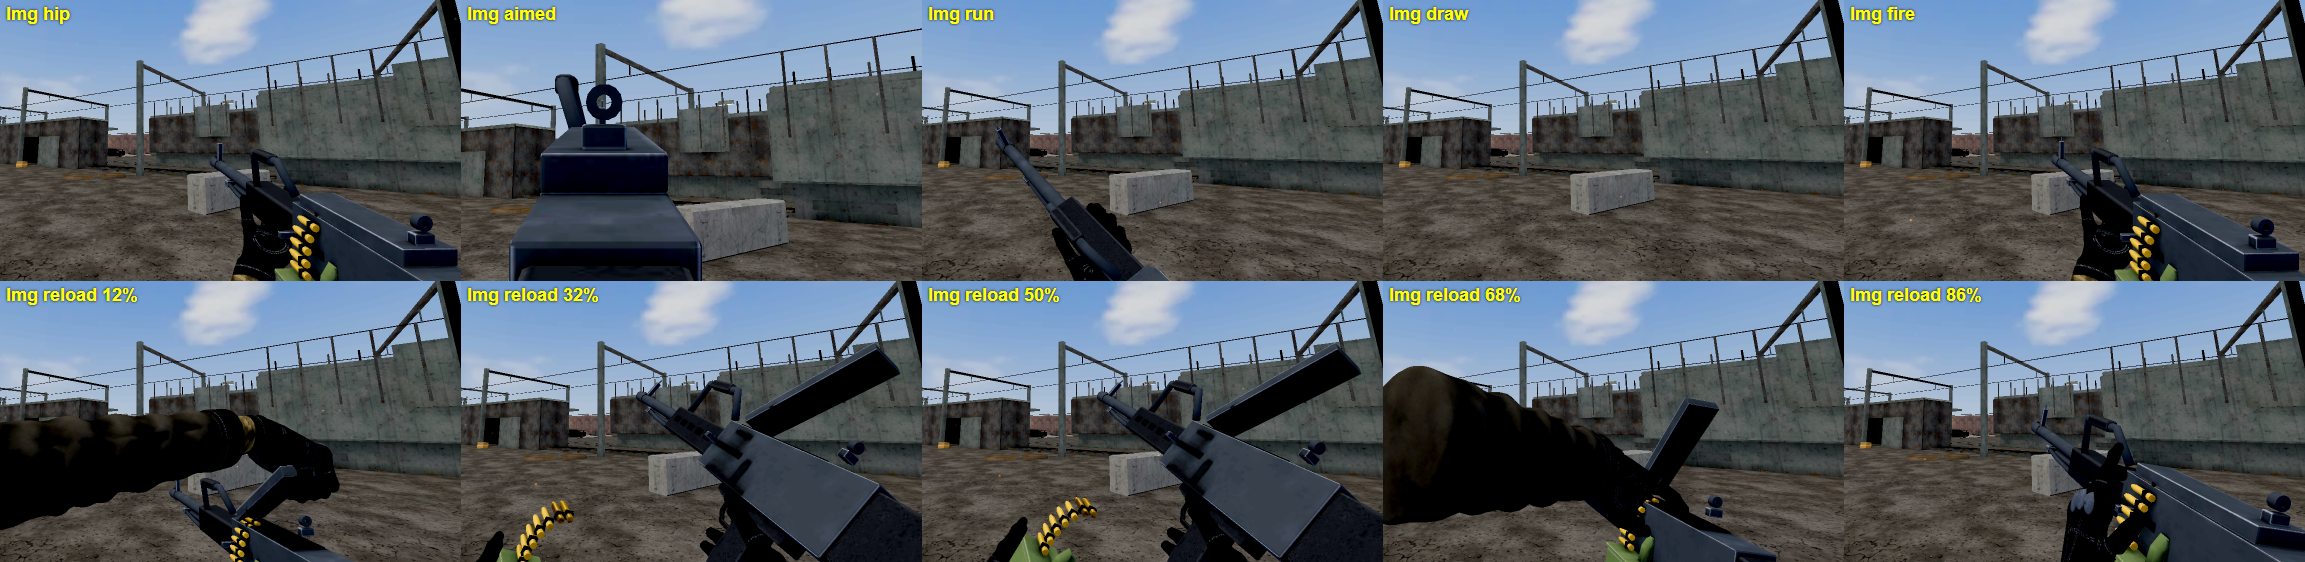 Img hip
Img aimed
Img run
Img draw
Img fire
Img reload 12%
Img reload 32%
Img reload 50%
Img reload 68%
Img reload 86%